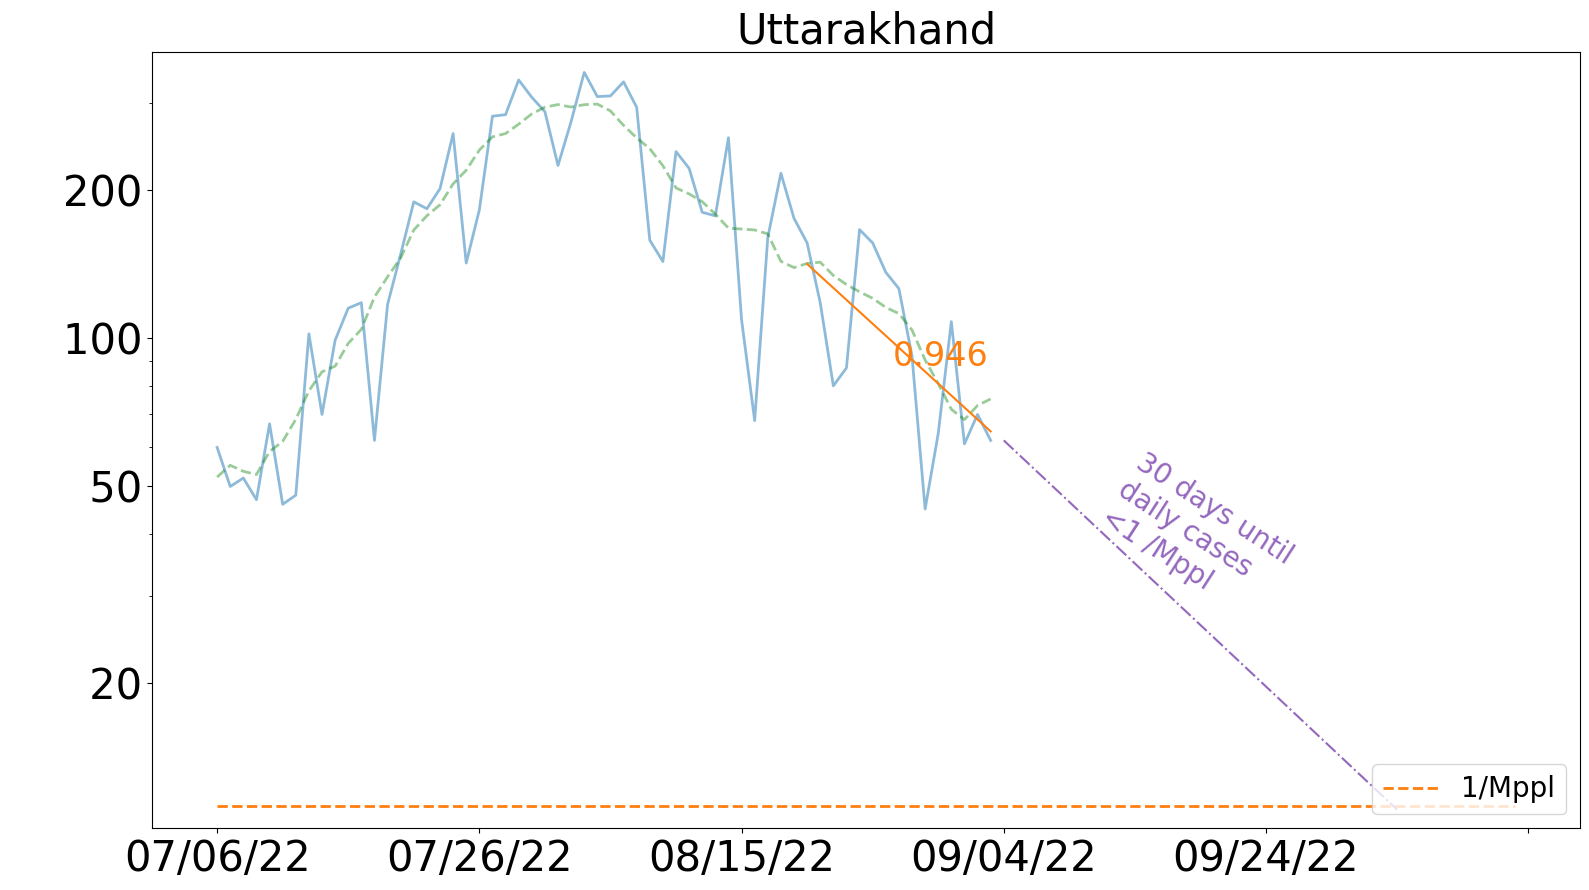 Uttarakhand
200
100
50
20
0.946
30 days until
daily cases
<1 /Mppl
1/Mppl
07/06/22
07/26/22
08/15/22
09/04/22
09/24/22